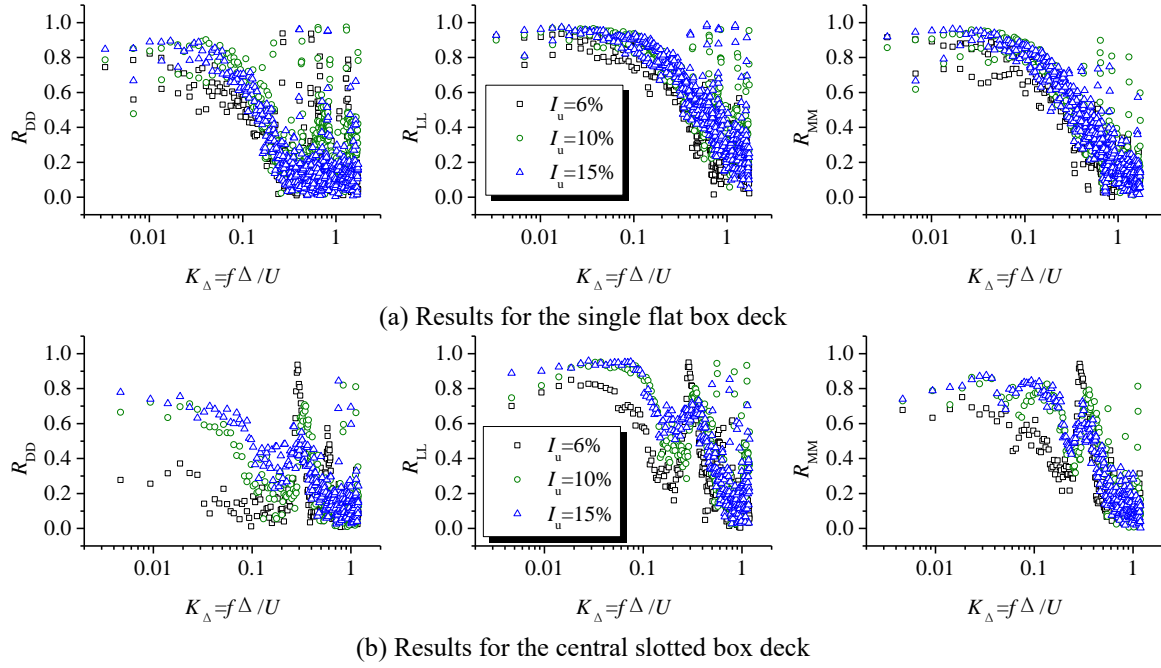 1.0 0.8 0.6 0.4 0.2 0.0
R_DD
0.01 0.1 1
K_Δ=fΔ/U
1.0 0.8 0.6 0.4 0.2 0.0
R_LL
I_u=6%
I_u=10%
I_u=15%
0.01 0.1 1
K_Δ=fΔ/U
1.0 0.8 0.6 0.4 0.2 0.0
R_MM
0.01 0.1 1
K_Δ=fΔ/U
(a) Results for the single flat box deck
1.0 0.8 0.6 0.4 0.2 0.0
R_DD
0.01 0.1 1
K_Δ=fΔ/U
1.0 0.8 0.6 0.4 0.2 0.0
R_LL
I_u=6%
I_u=10%
I_u=15%
0.01 0.1 1
K_Δ=fΔ/U
1.0 0.8 0.6 0.4 0.2 0.0
R_MM
0.01 0.1 1
K_Δ=fΔ/U
(b) Results for the central slotted box deck